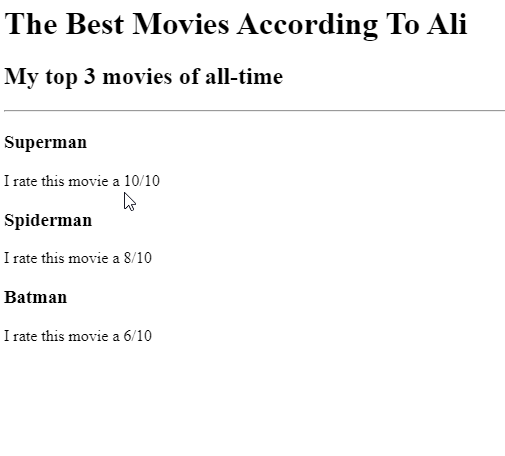 The Best Movies According To Ali
My top 3 movies of all-time
Superman
I rate this movie a 10/10
Spiderman
I rate this movie a 8/10
Batman
I rate this movie a 6/10